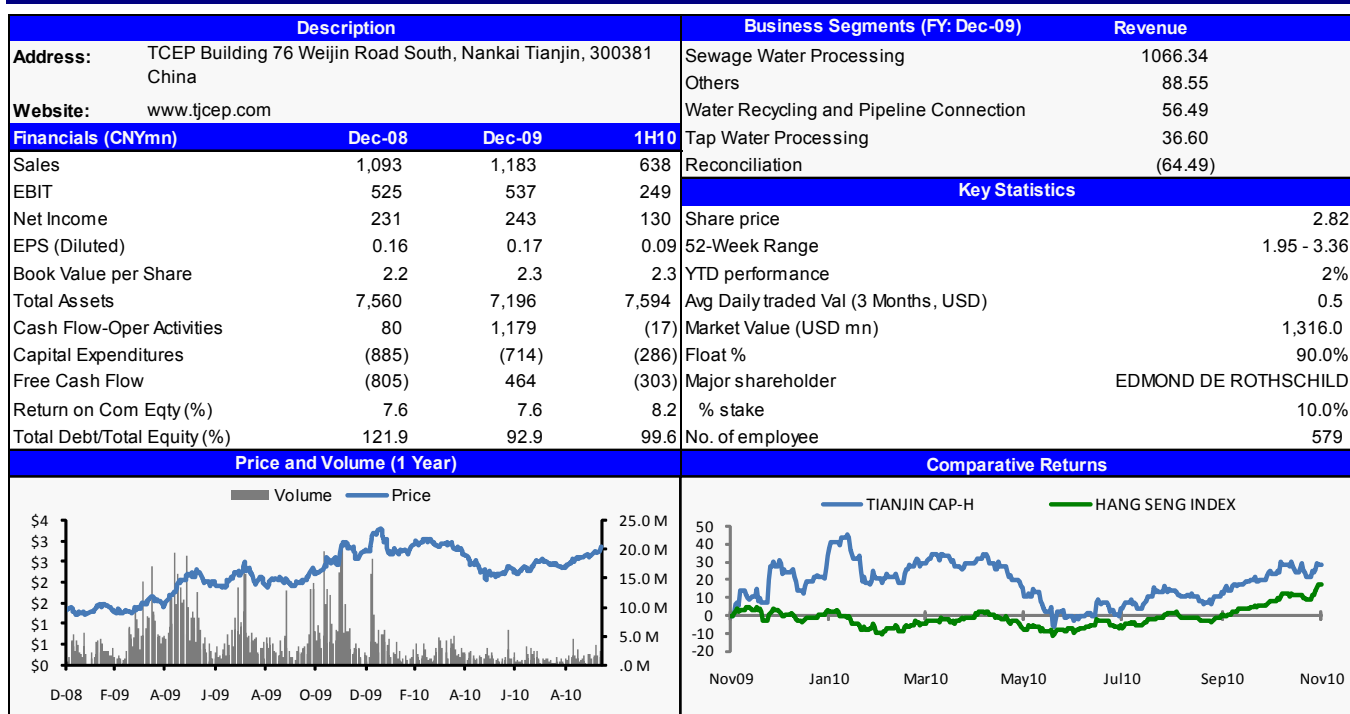 Description
Address: TCEP Building 76 Weijin Road South, Nankai Tianjin, 300381
China
Website: www.tjcep.com
Financials (CNYmn) Dec-08 Dec-09 1H10
Sales 1,093 1,183 638
EBIT 525 537 249
Net Income 231 243 130
EPS (Diluted) 0.16 0.17 0.09
Book Value per Share 2.2 2.3 2.3
Total Assets 7,560 7,196 7,594
Cash Flow-Oper Activities 80 1,179 (17)
Capital Expenditures (885) (714) (286)
Free Cash Flow (805) 464 (303)
Return on Com Eqty (%) 7.6 7.6 8.2
Total Debt/Total Equity (%) 121.9 92.9 99.6
Business Segments (FY: Dec-09) Revenue
Sewage Water Processing 1066.34
Others 88.55
Water Recycling and Pipeline Connection 56.49
Tap Water Processing 36.60
Reconciliation (64.49)
Key Statistics
Share price 2.82
52-Week Range 1.95 - 3.36
YTD performance 2%
Avg Daily traded Val (3 Months, USD) 0.5
Market Value (USD mn) 1,316.0
Float % 90.0%
Major shareholder EDMOND DE ROTHSCHILD
% stake 10.0%
No. of employee 579
Price and Volume (1 Year)
Volume Price
$4 25.0 M
$3
$3 20.0 M
$2 15.0 M
$2 10.0 M
$1
$1 5.0 M
$0 .0 M
D-08 F-09 A-09 J-09 A-09 O-09 D-09 F-10 A-10 J-10 A-10
Comparative Returns
TIANJIN CAP-H HANG SENG INDEX
50
40
30
20
10
0
-10
-20
Nov09 Jan10 Mar10 May10 Jul10 Sep10 Nov10